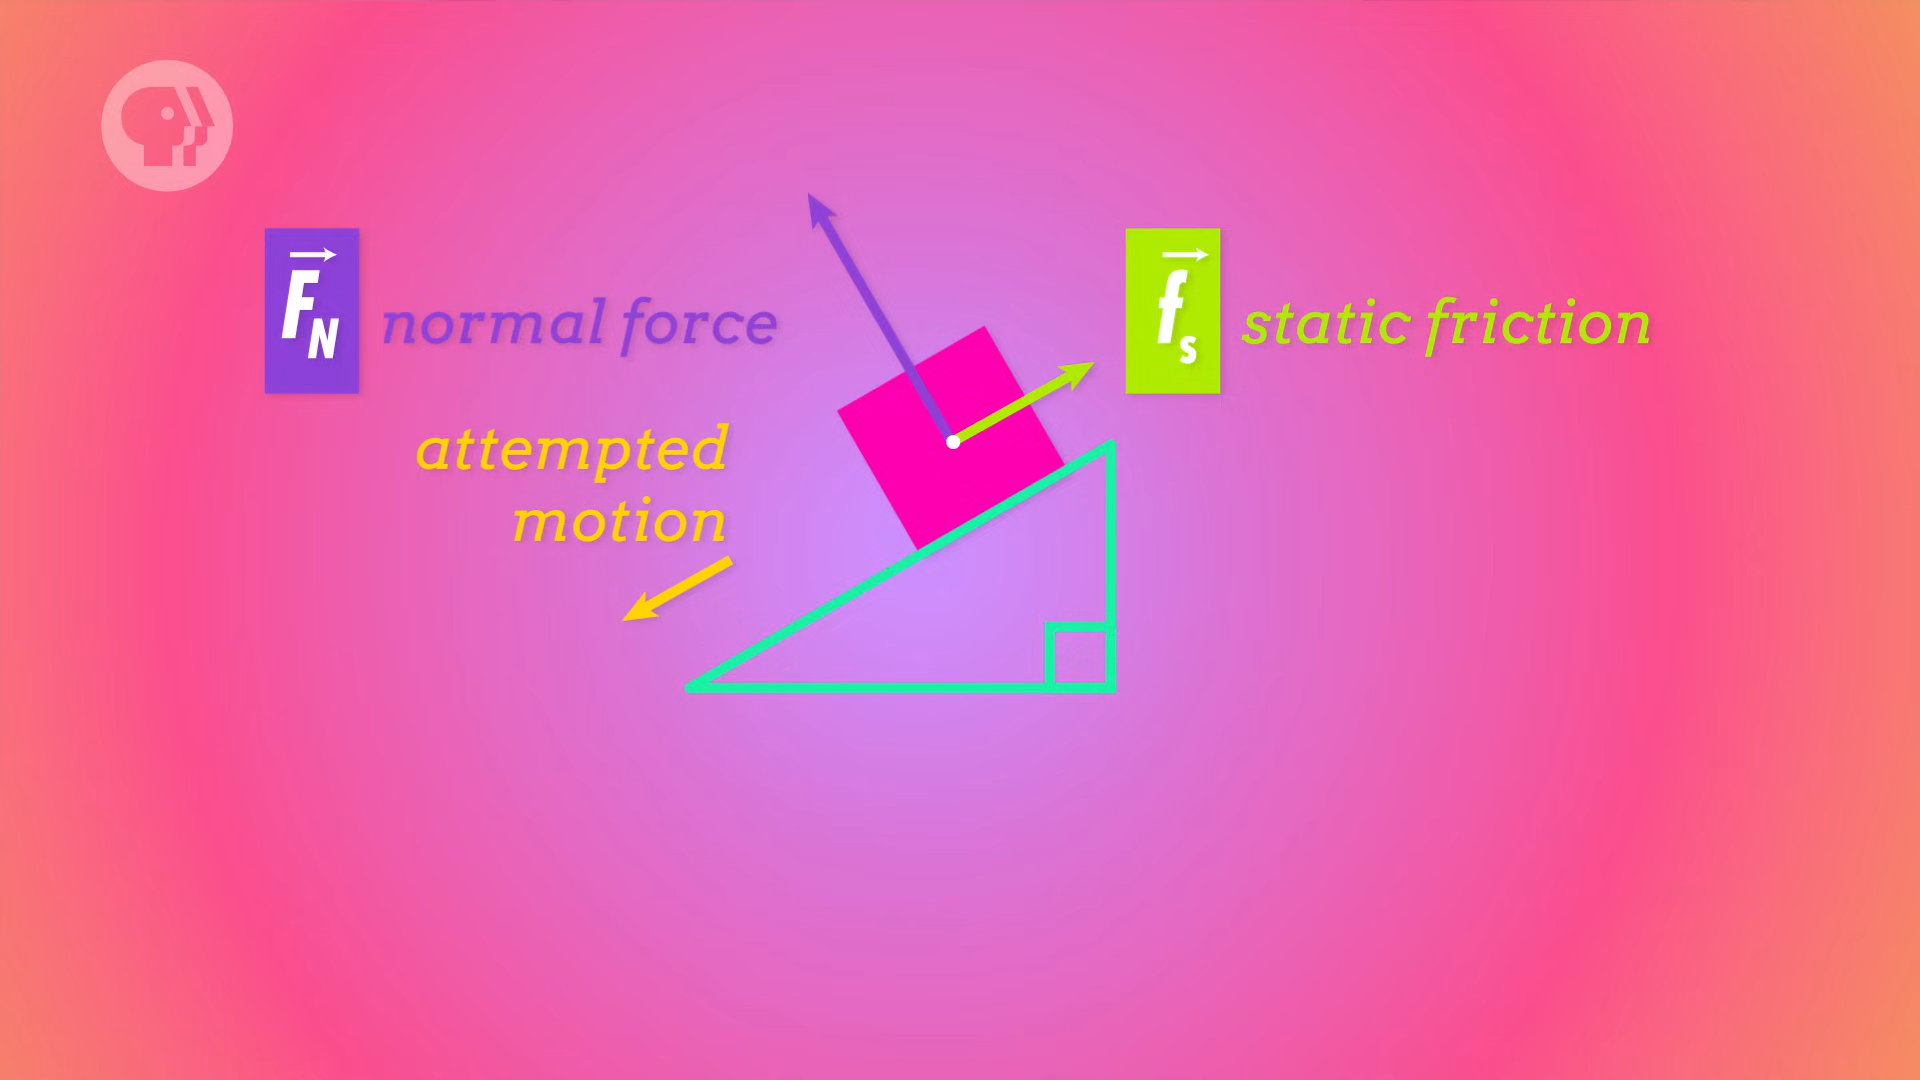 F_N normal force
f_s static friction
attempted
motion